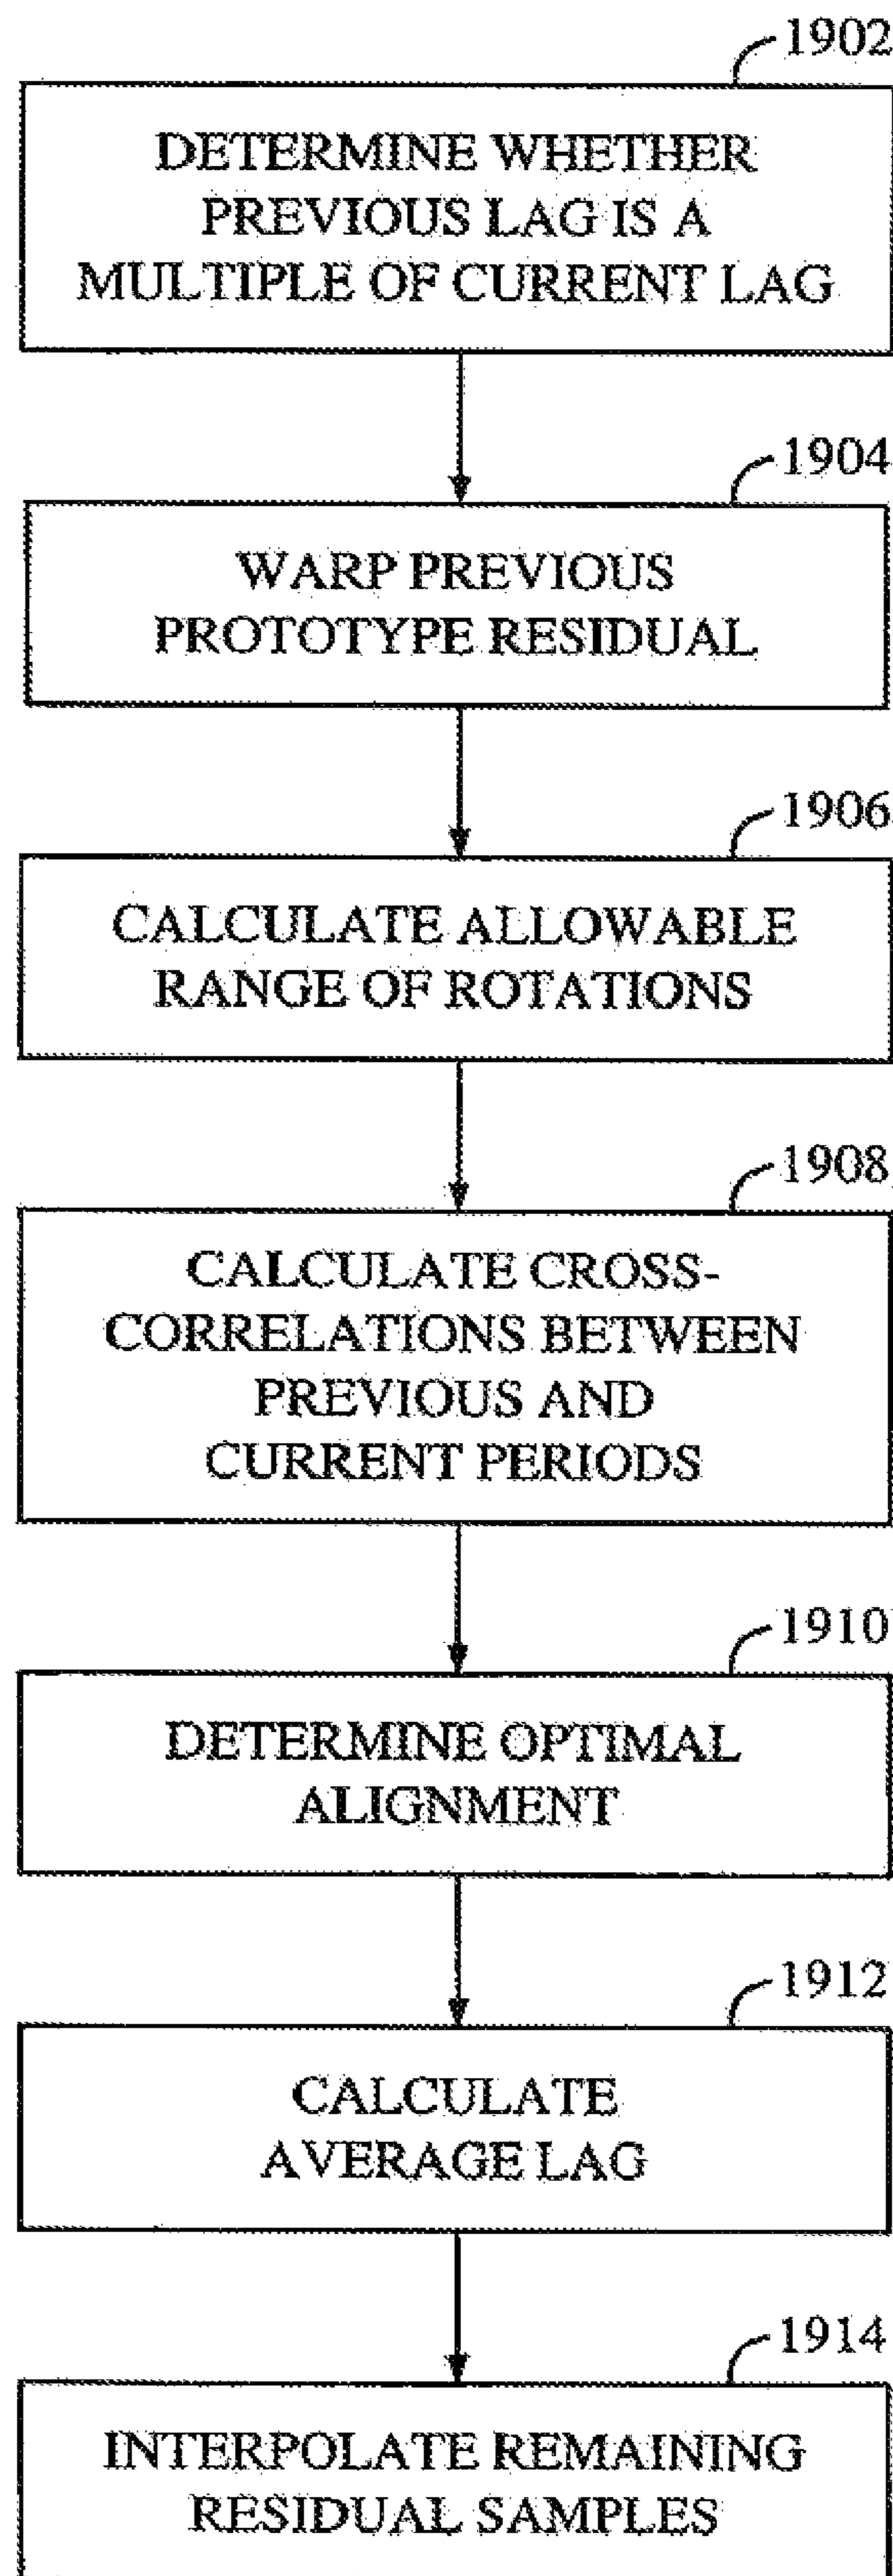 1902
DETERMINE WHETHER
PREVIOUS LAG IS A
MULTIPLE OF CURRENT LAG
1904
WARP PREVIOUS
PROTOTYPE RESIDUAL
1906
CALCULATE ALLOWABLE
RANGE OF ROTATIONS
1908
CALCULATE CROSS-
CORRELATIONS BETWEEN
PREVIOUS AND
CURRENT PERIODS
1910
DETERMINE OPTIMAL
ALIGNMENT
1912
CALCULATE
AVERAGE LAG
1914
INTERPOLATE REMAINING
RESIDUAL SAMPLES